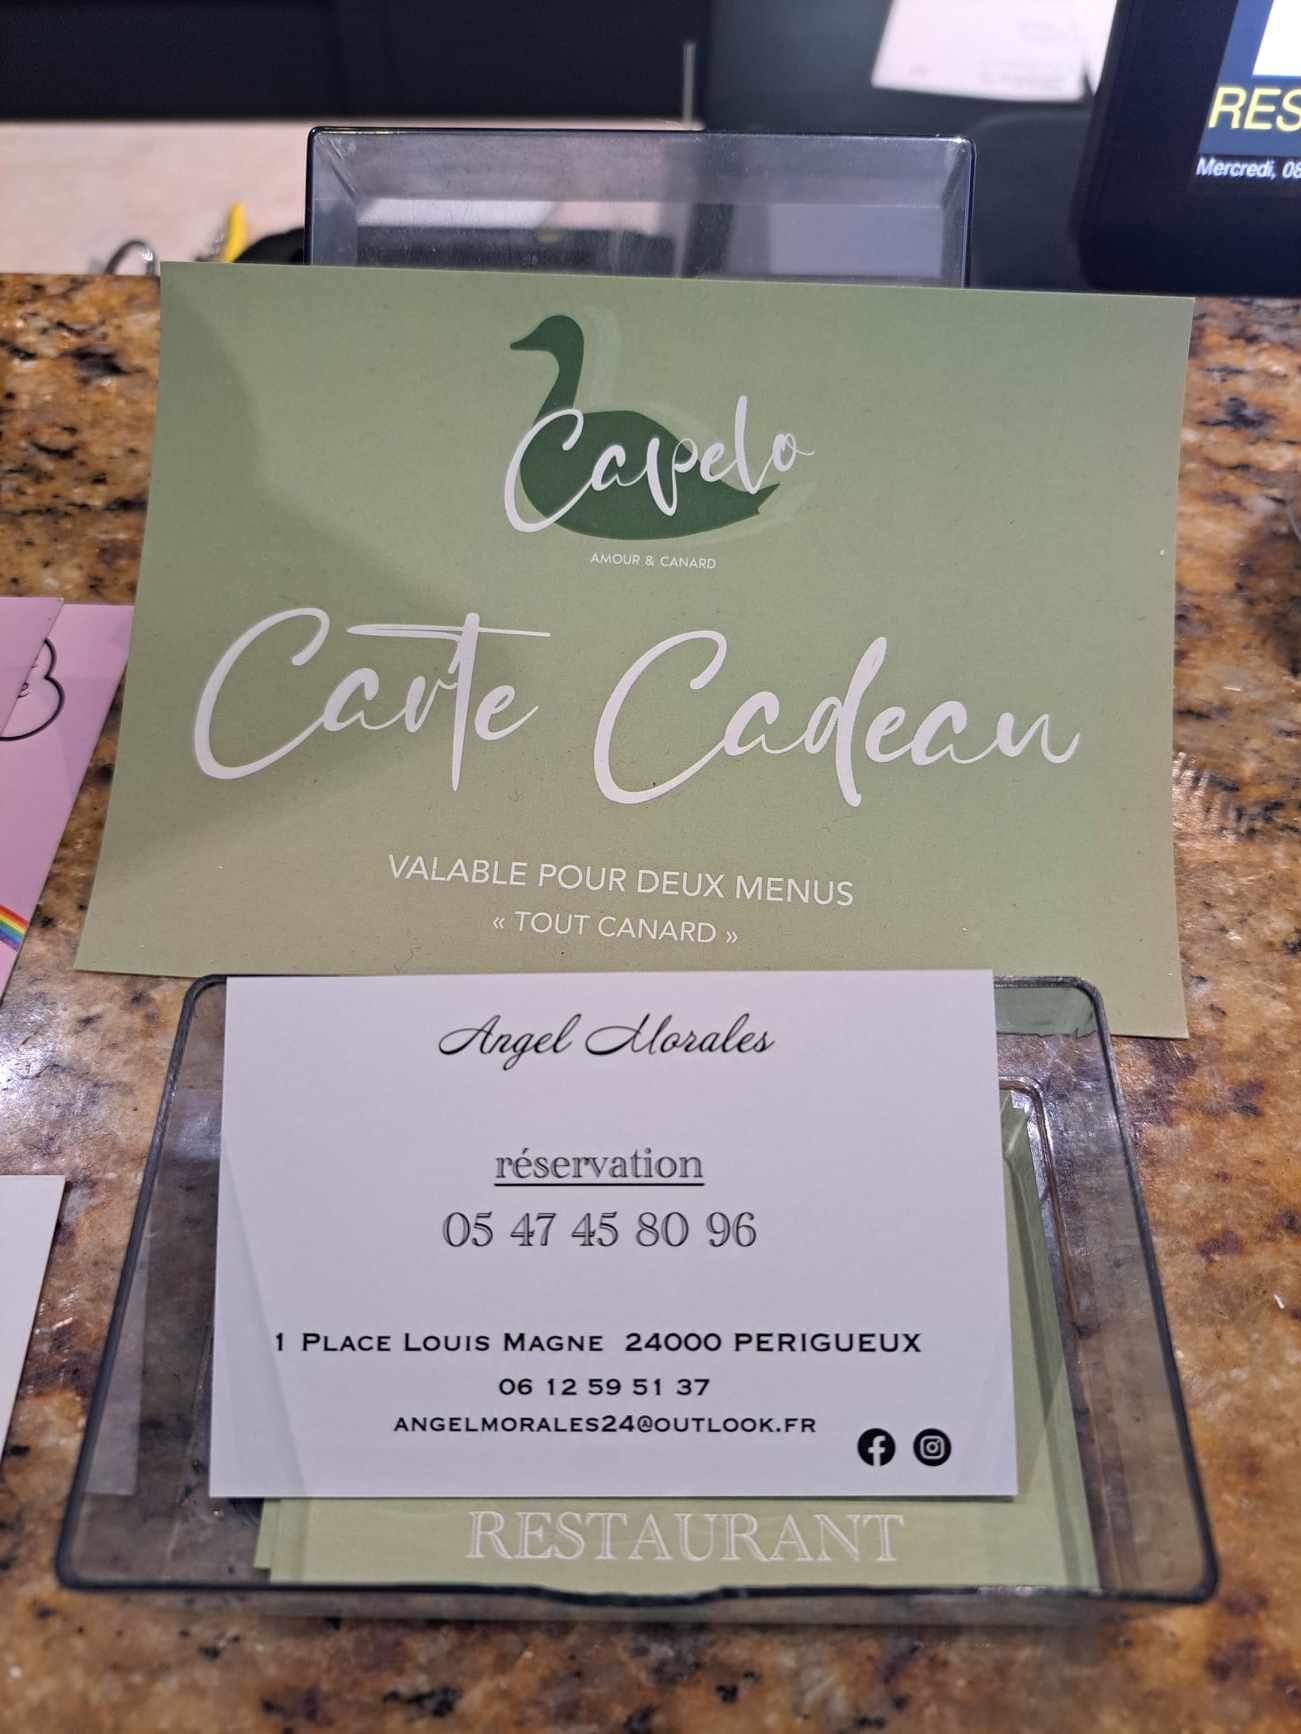 RES
Mercredi, 08
Capelo
AMOUR & CANARD
Carte Cadeau
VALABLE POUR DEUX MENUS
« TOUT CANARD »
Angel Morales
réservation
05 47 45 80 96
1 PLACE LOUIS MAGNE 24000 PERIGUEUX
06 12 59 51 37
ANGELMORALES24@OUTLOOK.FR
RESTAURANT